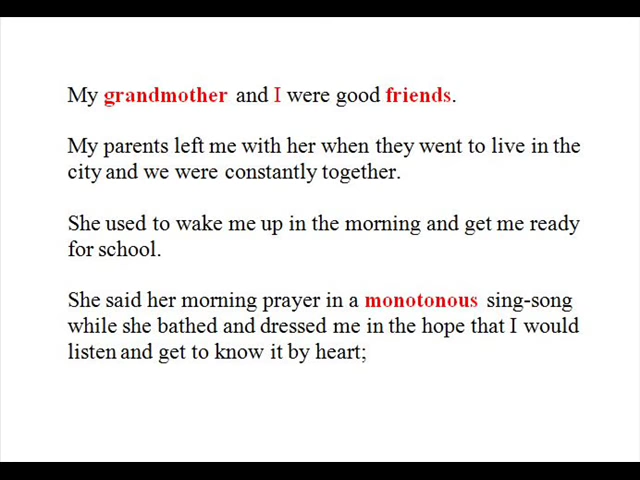 My grandmother and I were good friends.
My parents left me with her when they went to live in the
city and we were constantly together.
She used to wake me up in the morning and get me ready
for school.
She said her morning prayer in a monotonous sing-song
while she bathed and dressed me in the hope that I would
listen and get to know it by heart;